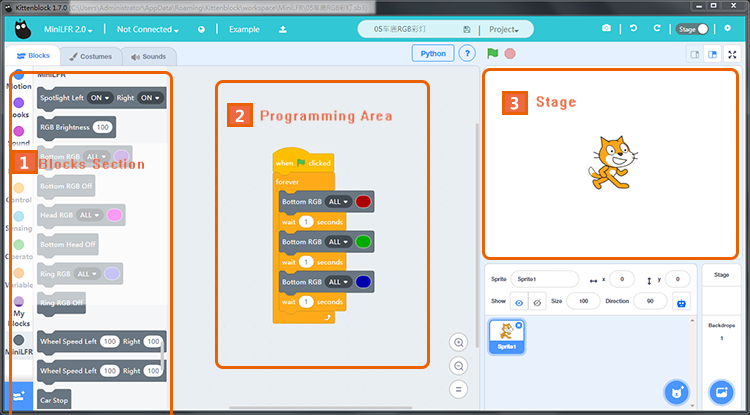 Kittenblock 1.7.0 (C:\Users\Administrator\AppData\Roaming\Kittenblock\workspace\MiniLFR\05车底RGB彩灯.sb3)
MiniLFR 2.0 Not Connected Example 05车底RGB彩灯 Project Stage
Blocks Costumes Sounds Python ?
MiniLFR
Motion
Spotlight Left ON Right ON
Looks
RGB Brightness 100
Sound
Bottom RGB ALL
1 Blocks Section
Bottom RGB Off
Control
Head RGB ALL
Sensing
Bottom Head Off
Operato
Ring RGB ALL
Variable
Ring RGB Off
My
Blocks
MiniLFR
Wheel Speed Left 100 Right 100
Wheel Speed Left 100 Right 100
Car Stop
2 Programming Area
when clicked
forever
Bottom RGB ALL
wait 1 seconds
Bottom RGB ALL
wait 1 seconds
Bottom RGB ALL
wait 1 seconds
3 Stage
Sprite Sprite1 x 0 y 0
Show Size 100 Direction 90
Sprite1
Stage
Backdrops
1